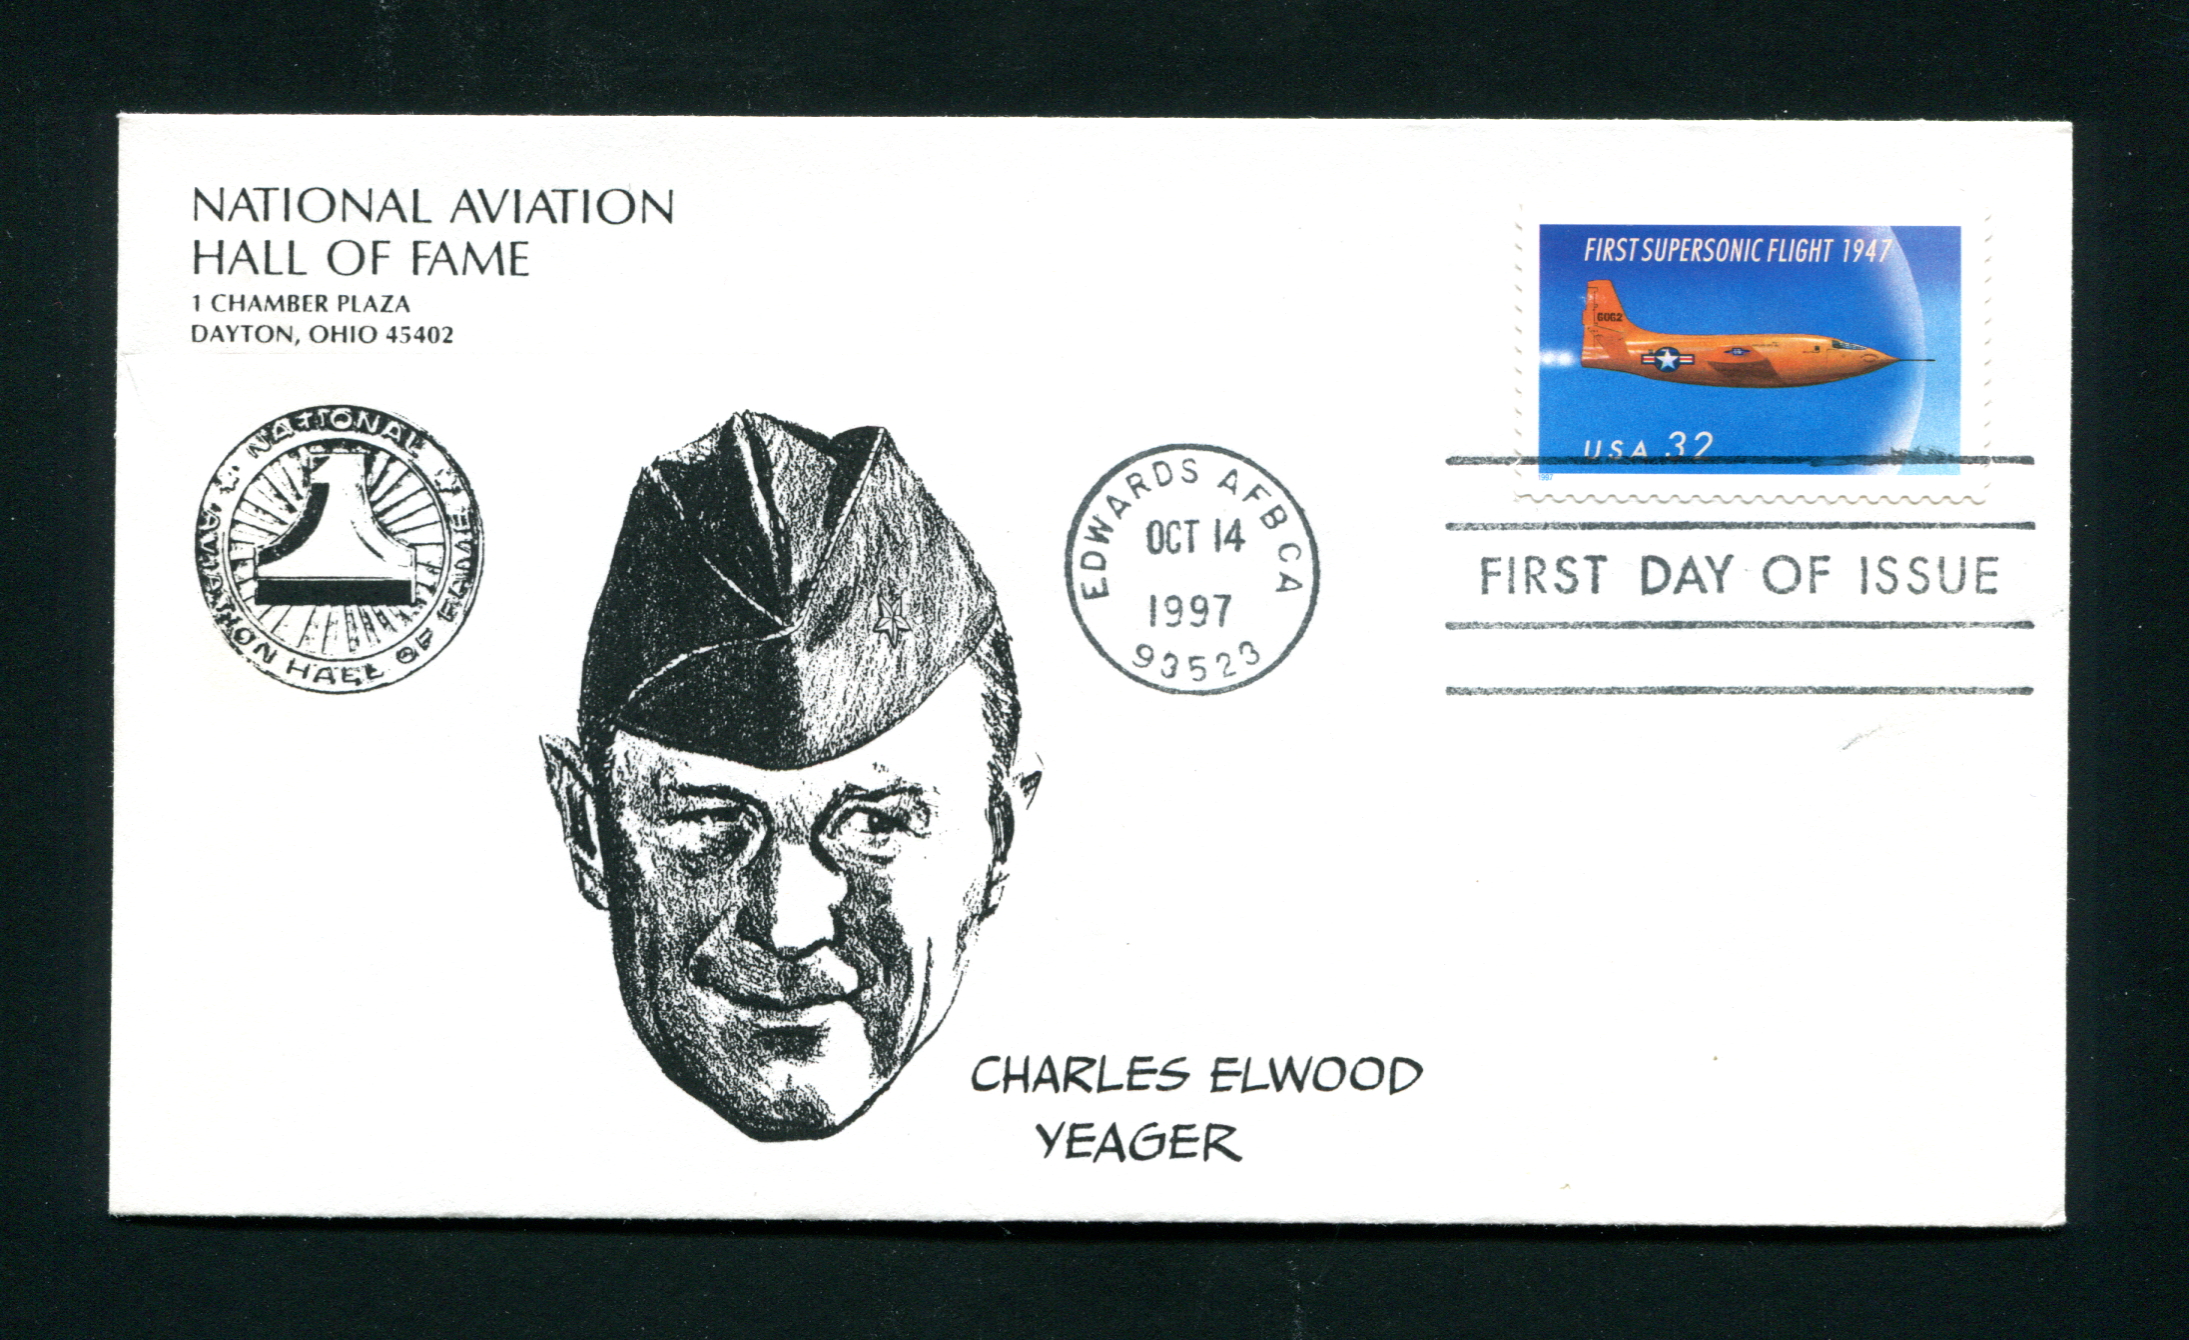 NATIONAL AVIATION
HALL OF FAME
1 CHAMBER PLAZA
DAYTON, OHIO 45402
NATIONAL AVIATION HALL OF FAME
EDWARDS AFB CA
OCT 14
1997
93523
FIRST SUPERSONIC FLIGHT 1947
6062
USA 32
1997
FIRST DAY OF ISSUE
CHARLES ELWOOD
YEAGER